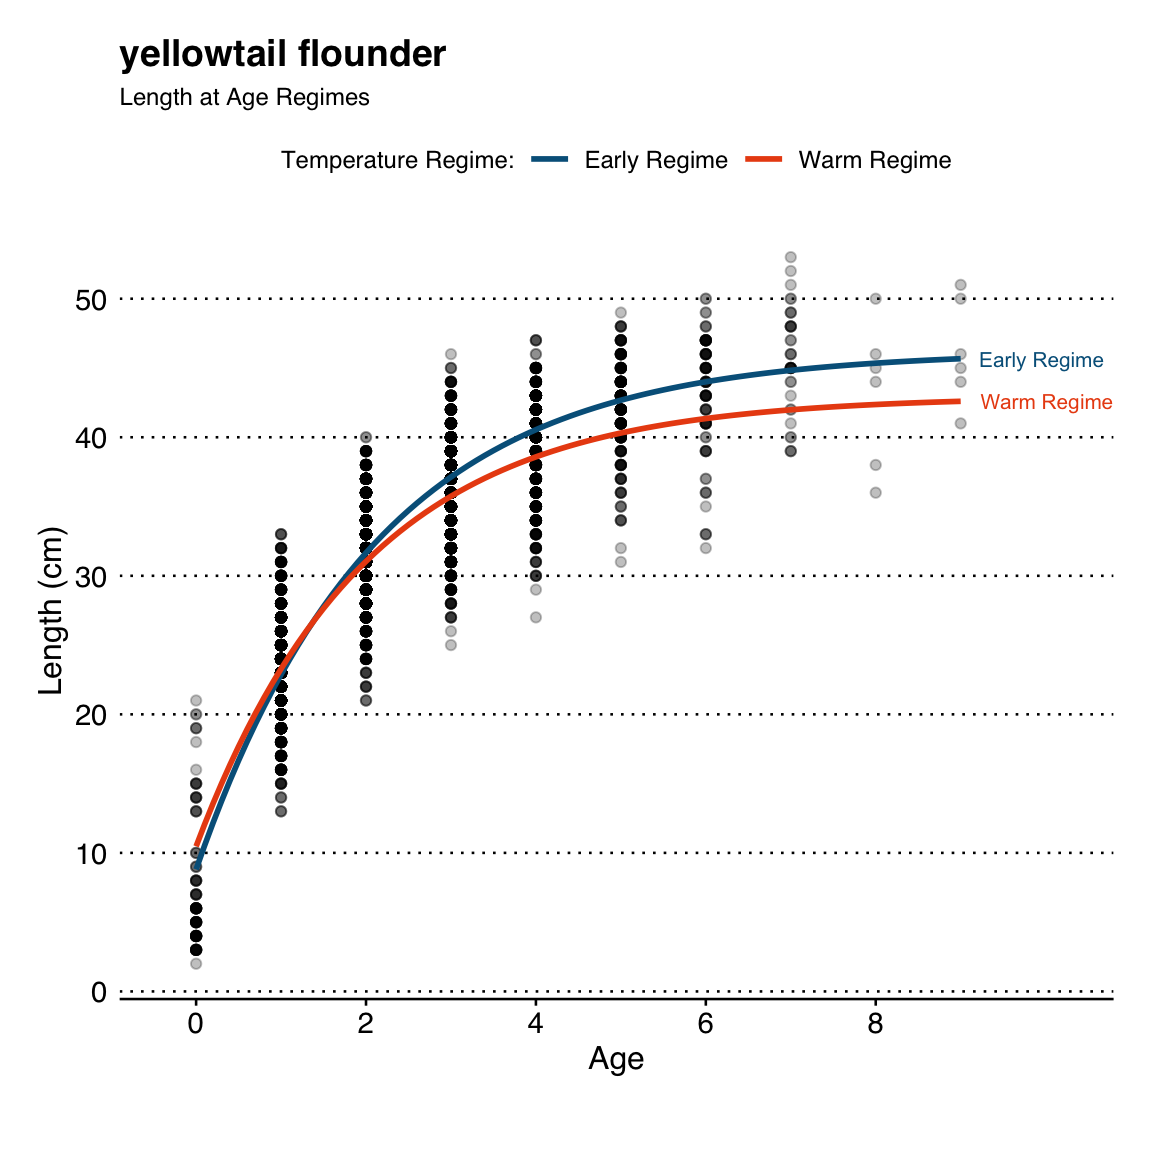 yellowtail flounder
Length at Age Regimes
Temperature Regime: Early Regime Warm Regime
50
40
30
20
10
0
Length (cm)
Early Regime
Warm Regime
0 2 4 6 8
Age